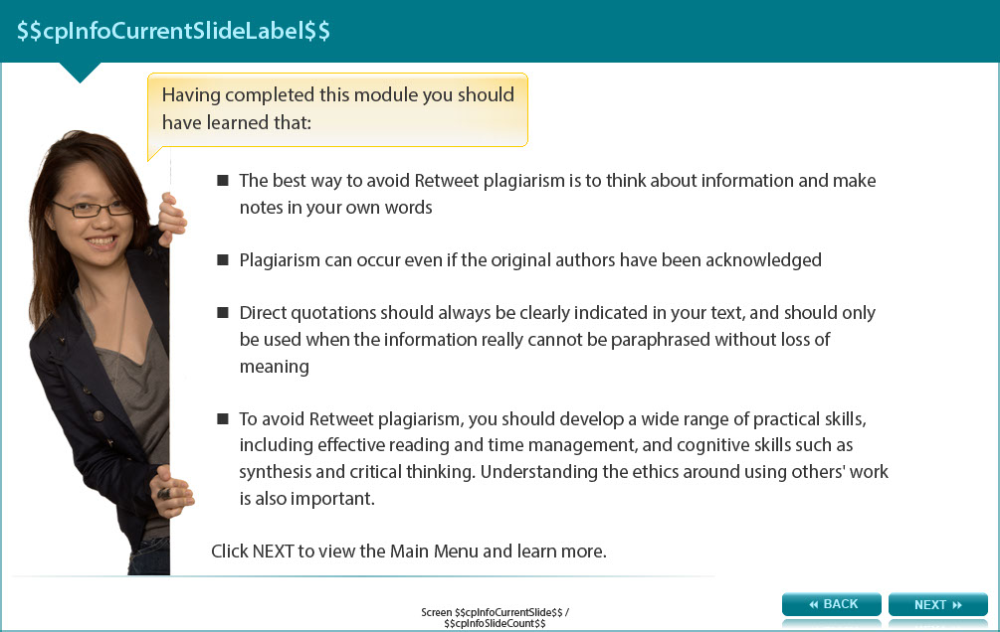 $$cpInfoCurrentSlideLabel$$
Having completed this module you should
have learned that:
■ The best way to avoid Retweet plagiarism is to think about information and make
notes in your own words
■ Plagiarism can occur even if the original authors have been acknowledged
■ Direct quotations should always be clearly indicated in your text, and should only
be used when the information really cannot be paraphrased without loss of
meaning
■ To avoid Retweet plagiarism, you should develop a wide range of practical skills,
including effective reading and time management, and cognitive skills such as
synthesis and critical thinking. Understanding the ethics around using others' work
is also important.
Click NEXT to view the Main Menu and learn more.
Screen $$cpInfoCurrentSlide$$ /
$$cpInfoSlideCount$$
BACK
NEXT